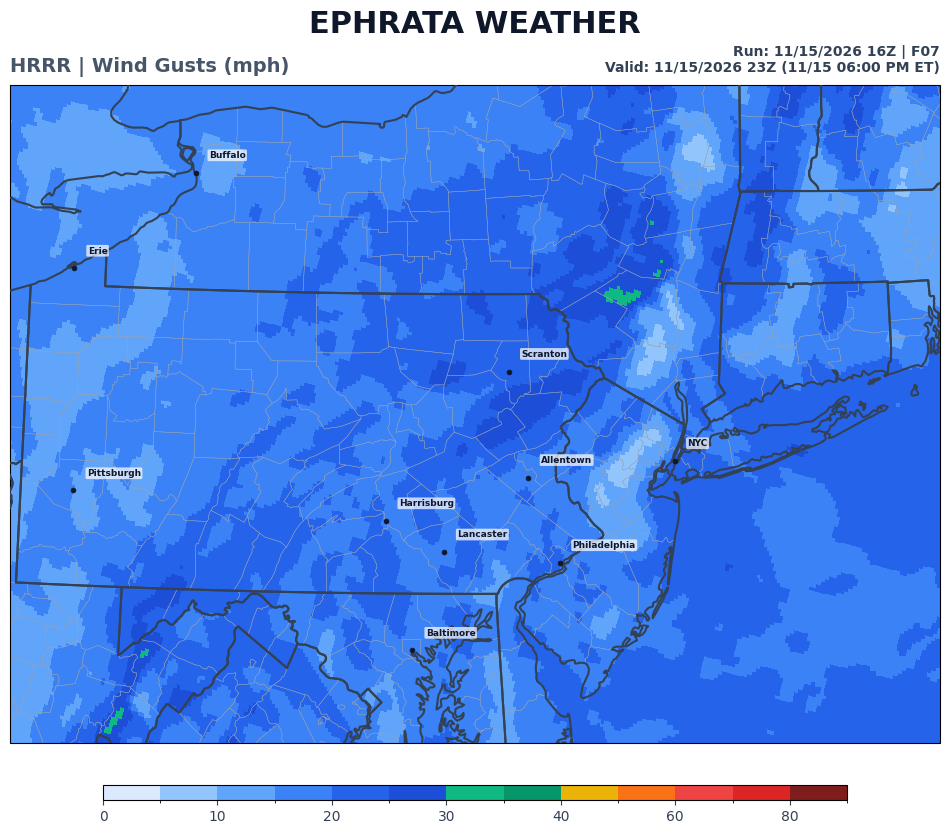 EPHRATA WEATHER
HRRR | Wind Gusts (mph)
Run: 11/15/2026 16Z | F07
Valid: 11/15/2026 23Z (11/15 06:00 PM ET)
Buffalo
Erie
Scranton
NYC
Allentown
Pittsburgh
Harrisburg
Lancaster
Philadelphia
Baltimore
0 10 20 30 40 50 60 70 80